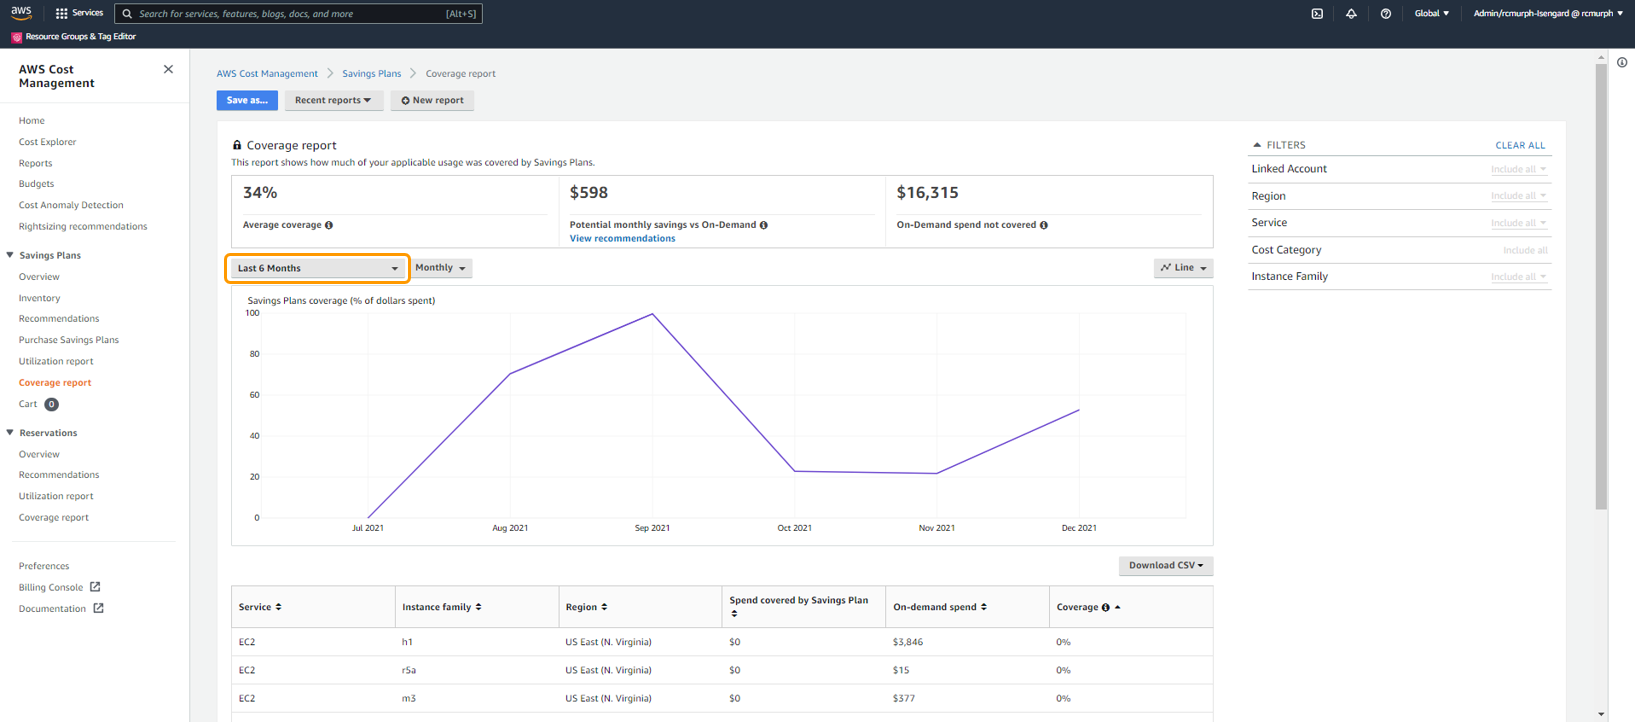 aws
Services
Search for services, features, blogs, docs, and more
[Alt+S]
Global
Admin/rcmurph-Isengard @ rcmurph
Resource Groups & Tag Editor
AWS Cost
Management
Home
Cost Explorer
Reports
Budgets
Cost Anomaly Detection
Rightsizing recommendations
Savings Plans
Overview
Inventory
Recommendations
Purchase Savings Plans
Utilization report
Coverage report
Cart 0
Reservations
Overview
Recommendations
Utilization report
Coverage report
Preferences
Billing Console
Documentation
AWS Cost Management
Savings Plans
Coverage report
Save as...
Recent reports
New report
Coverage report
This report shows how much of your applicable usage was covered by Savings Plans.
34%
Average coverage
$598
Potential monthly savings vs On-Demand
View recommendations
$16,315
On-Demand spend not covered
Last 6 Months
Monthly
Line
Savings Plans coverage (% of dollars spent)
100
80
60
40
20
0
Jul 2021
Aug 2021
Sep 2021
Oct 2021
Nov 2021
Dec 2021
Download CSV
Service
Instance family
Region
Spend covered by Savings Plan
On-demand spend
Coverage
EC2 h1 US East (N. Virginia) $0 $3,846 0%
EC2 r5a US East (N. Virginia) $0 $15 0%
EC2 m3 US East (N. Virginia) $0 $377 0%
FILTERS
CLEAR ALL
Linked Account Include all
Region Include all
Service Include all
Cost Category Include all
Instance Family Include all